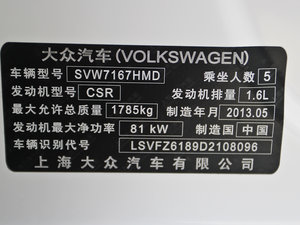 大众汽车(VOLKSWAGEN)
车辆型号 SVW7167HMD 乘坐人数 5
发动机型号 CSR 发动机排量 1.6L
最大允许总质量 1785kg 制造年月 2013.05
发动机最大净功率 81 kW 制造国 中国
车辆识别代号 LSVFZ6189D2108096
上海大众汽车有限公司